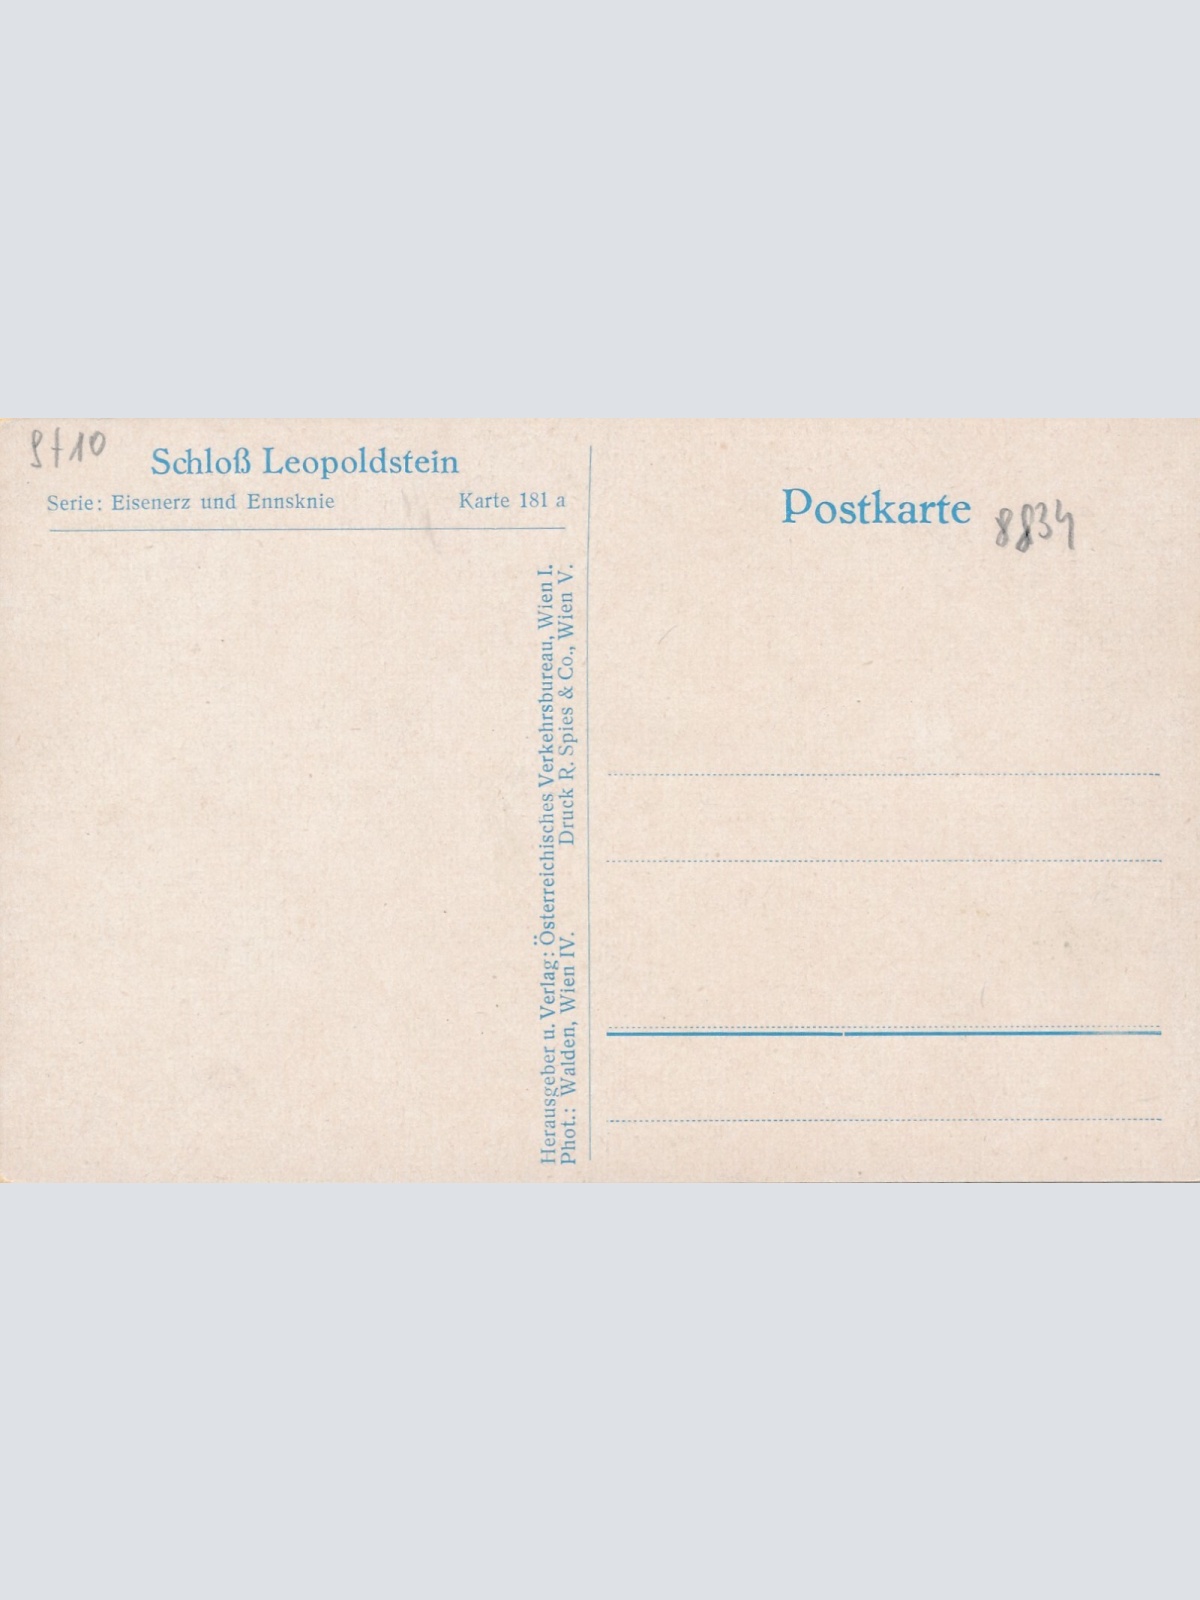 St10
Schloß Leopoldstein
Serie: Eisenerz und Ennsknie Karte 181 a
Herausgeber u. Verlag: Österreichisches Verkehrsbureau, Wien I.
Phot.: Walden, Wien IV. Druck R. Spies & Co., Wien V.
Postkarte
8834